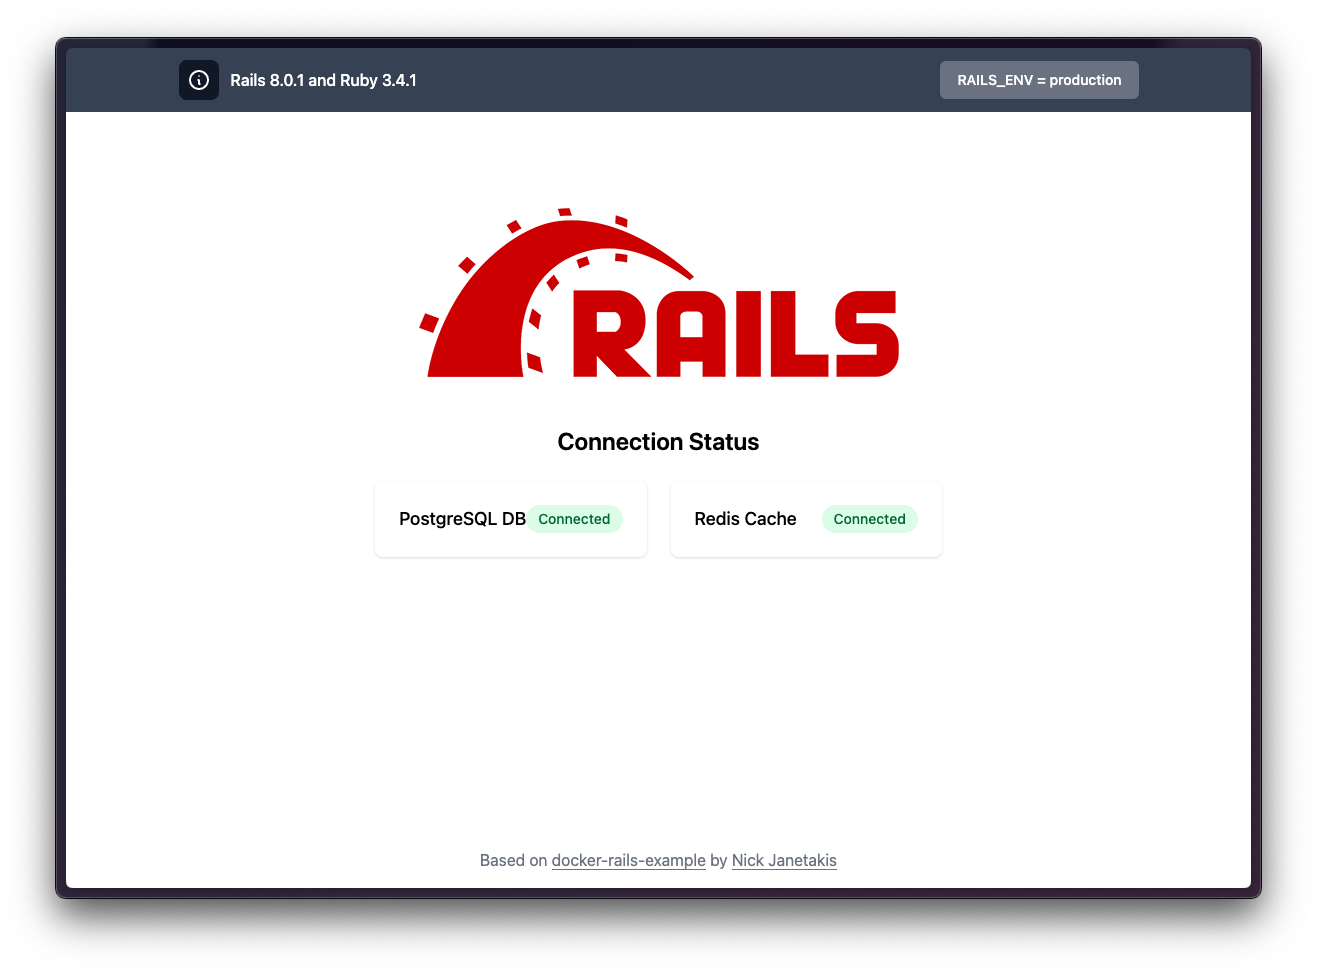 Rails 8.0.1 and Ruby 3.4.1
RAILS_ENV = production
RAILS
Connection Status
PostgreSQL DB Connected
Redis Cache Connected
Based on docker-rails-example by Nick Janetakis